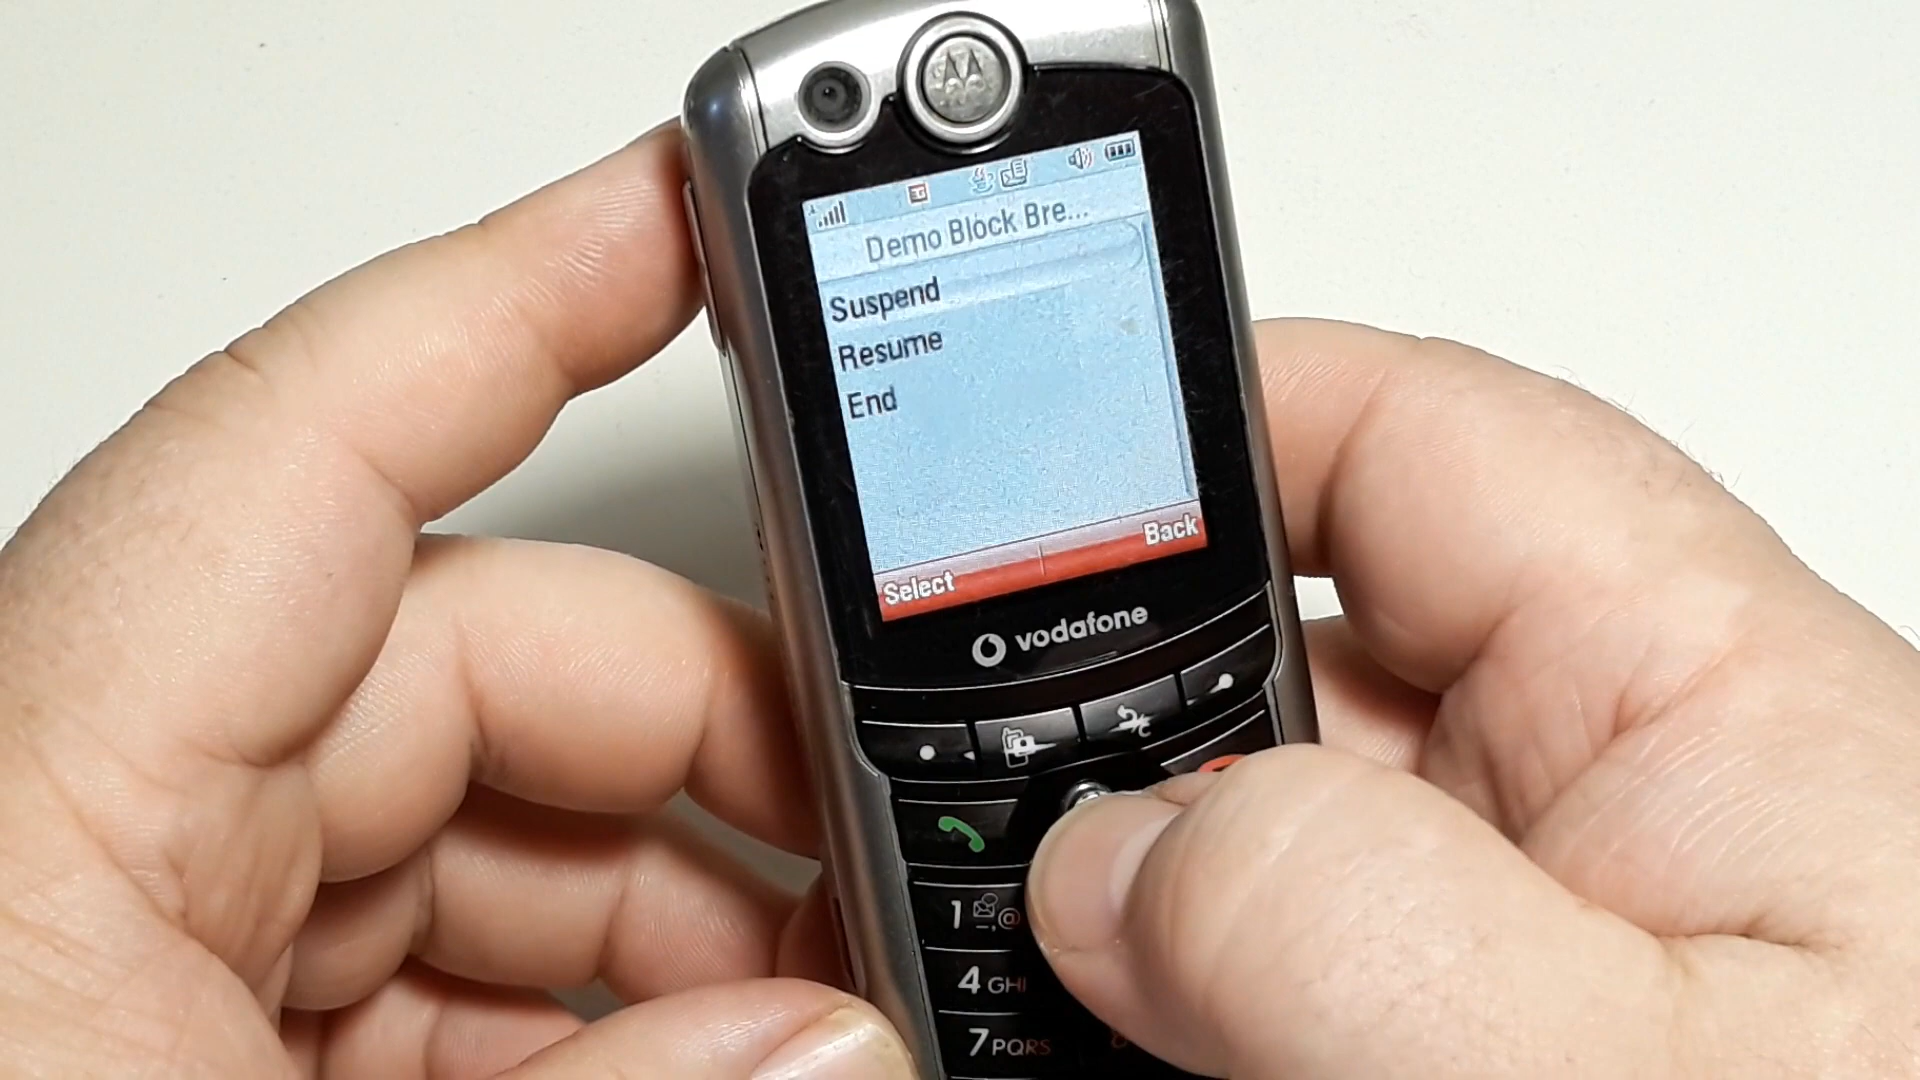 Demo Block Bre...
Suspend
Resume
End
Back
Select
vodafone
1 @
4 GHI
7 PQRS